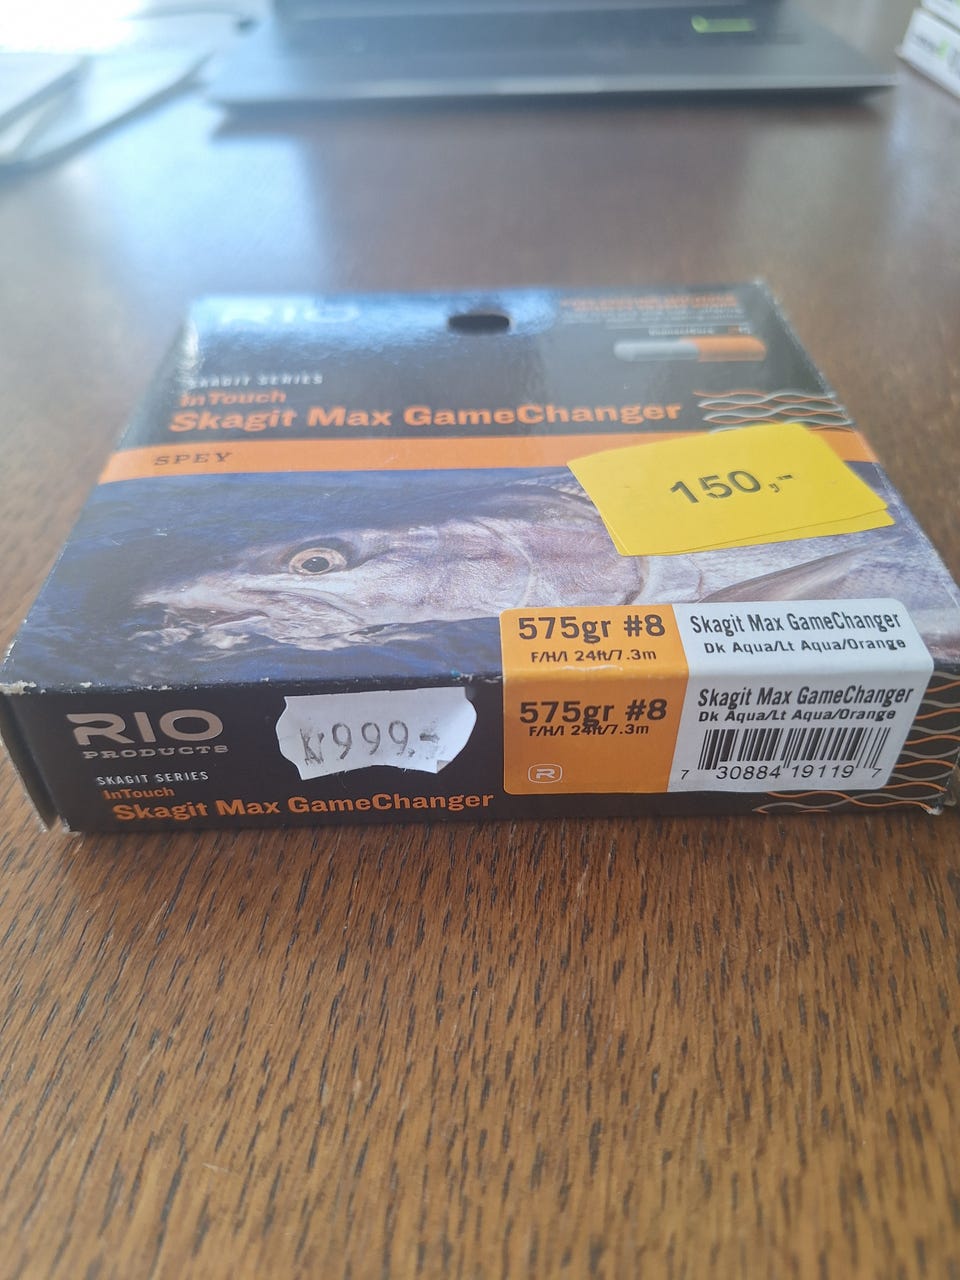 RIO
SKAGIT SERIES
InTouch
Skagit Max GameChanger
SPEY
150,-
575gr #8
F/H/I 24ft/7.3m
Skagit Max GameChanger
Dk Aqua/Lt Aqua/Orange
575gr #8
F/H/I 24ft/7.3m
Skagit Max GameChanger
Dk Aqua/Lt Aqua/Orange
7 30884 19119 7
R
RIO
PRODUCTS
SKAGIT SERIES
InTouch
Skagit Max GameChanger
Kr999,-